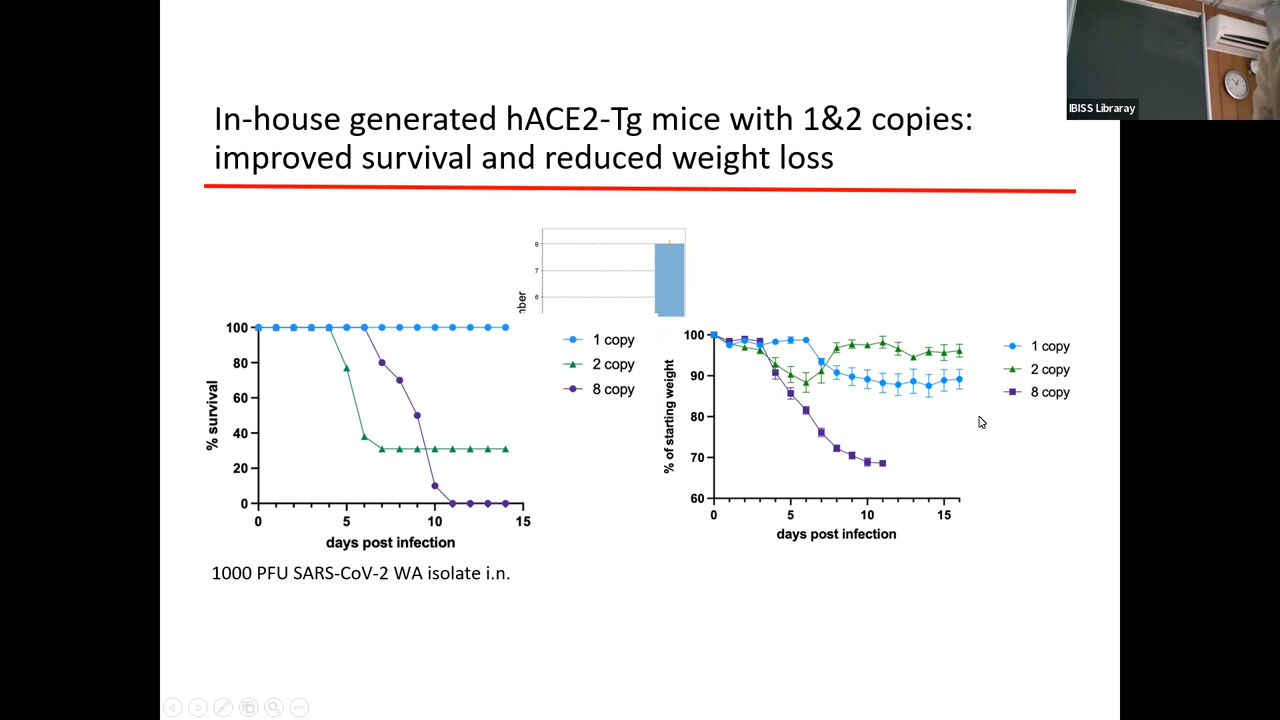 IBISS Libraray
In-house generated hACE2-Tg mice with 1&2 copies:
improved survival and reduced weight loss
8
7
6
mber
100
80
60
40
20
0
% survival
0 5 10 15
days post infection
1 copy
2 copy
8 copy
100
90
80
70
60
% of starting weight
0 5 10 15
days post infection
1 copy
2 copy
8 copy
1000 PFU SARS-CoV-2 WA isolate i.n.